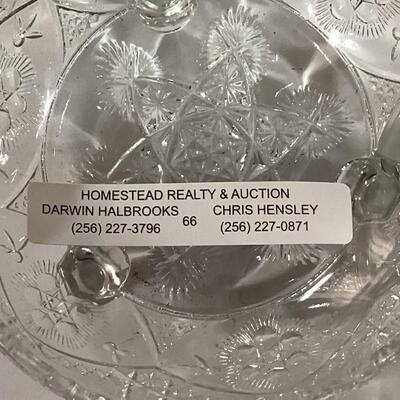 HOMESTEAD REALTY & AUCTION
DARWIN HALBROOKS 66 CHRIS HENSLEY
(256) 227-3796 (256) 227-0871